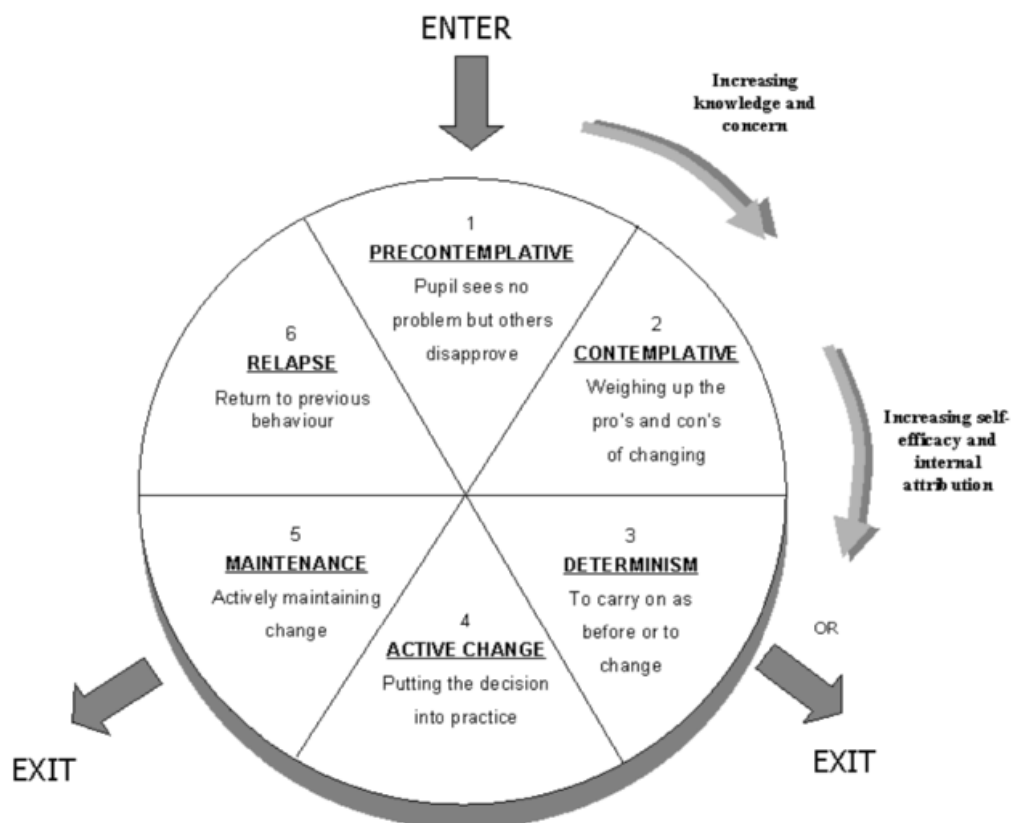 ENTER
Increasing
knowledge and
concern
1
PRECONTEMPLATIVE
Pupil sees no
problem but others
disapprove
2
CONTEMPLATIVE
Weighing up the
pro's and con's
of changing
Increasing self-
efficacy and
internal
attribution
3
DETERMINISM
To carry on as
before or to
change
OR
EXIT
4
ACTIVE CHANGE
Putting the decision
into practice
5
MAINTENANCE
Actively maintaining
change
EXIT
6
RELAPSE
Return to previous
behaviour